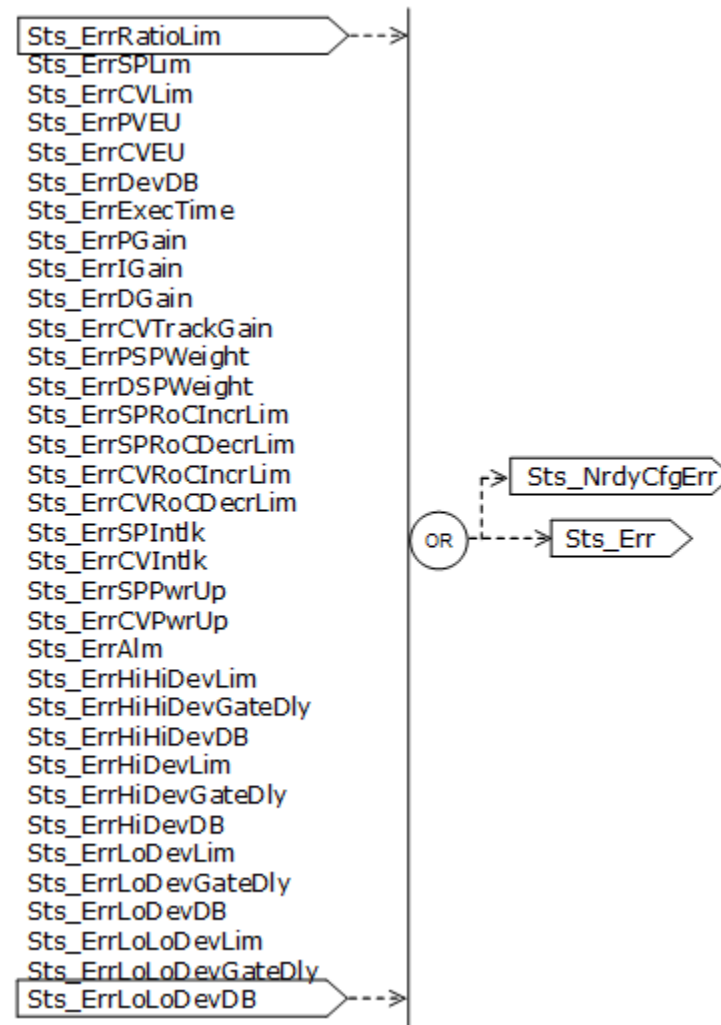 Sts_ErrRatioLim
Sts_ErrSPLim
Sts_ErrCVLim
Sts_ErrPVEU
Sts_ErrCVEU
Sts_ErrDevDB
Sts_ErrExecTime
Sts_ErrPGain
Sts_ErrIGain
Sts_ErrDGain
Sts_ErrCVTrackGain
Sts_ErrPSPWeight
Sts_ErrDSPWeight
Sts_ErrSPRoCIncrLim
Sts_ErrSPRoCDecrLim
Sts_ErrCVRoCIncrLim
Sts_ErrCVRoCDecrLim
Sts_ErrSPIntlk
Sts_ErrCVIntlk
Sts_ErrSPPwrUp
Sts_ErrCVPwrUp
Sts_ErrAlm
Sts_ErrHiHiDevLim
Sts_ErrHiHiDevGateDly
Sts_ErrHiHiDevDB
Sts_ErrHiDevLim
Sts_ErrHiDevGateDly
Sts_ErrHiDevDB
Sts_ErrLoDevLim
Sts_ErrLoDevGateDly
Sts_ErrLoDevDB
Sts_ErrLoLoDevLim
Sts_ErrLoLoDevGateDly
Sts_ErrLoLoDevDB
OR
Sts_NrdyCfgErr
Sts_Err